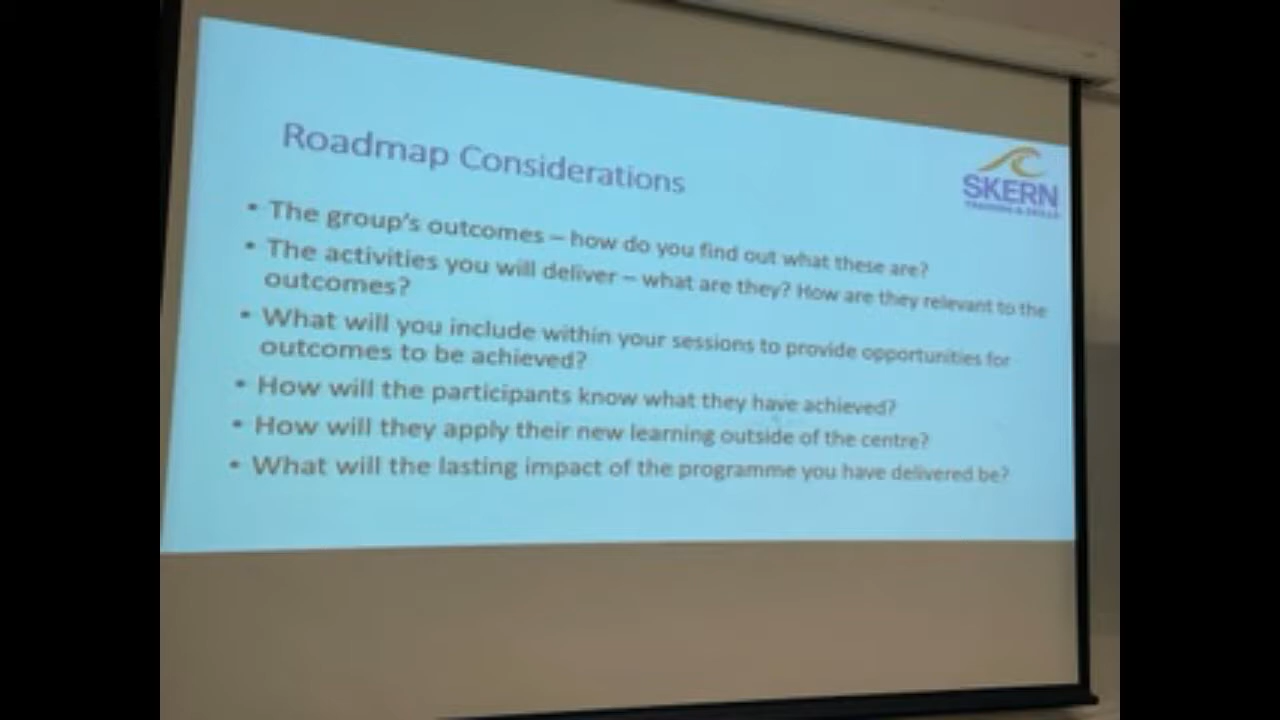 Roadmap Considerations
SKERN
TRAINING & SKILLS
• The group's outcomes – how do you find out what these are?
• The activities you will deliver – what are they? How are they relevant to the
outcomes?
• What will you include within your sessions to provide opportunities for
outcomes to be achieved?
• How will the participants know what they have achieved?
• How will they apply their new learning outside of the centre?
• What will the lasting impact of the programme you have delivered be?